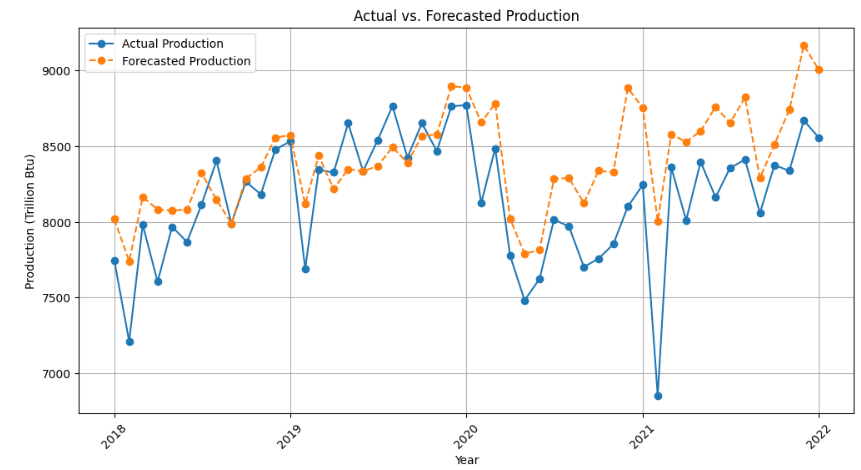 Actual vs. Forecasted Production
Actual Production
Forecasted Production
Production (Trillion Btu)
9000
8500
8000
7500
7000
2018
2019
2020
2021
2022
Year